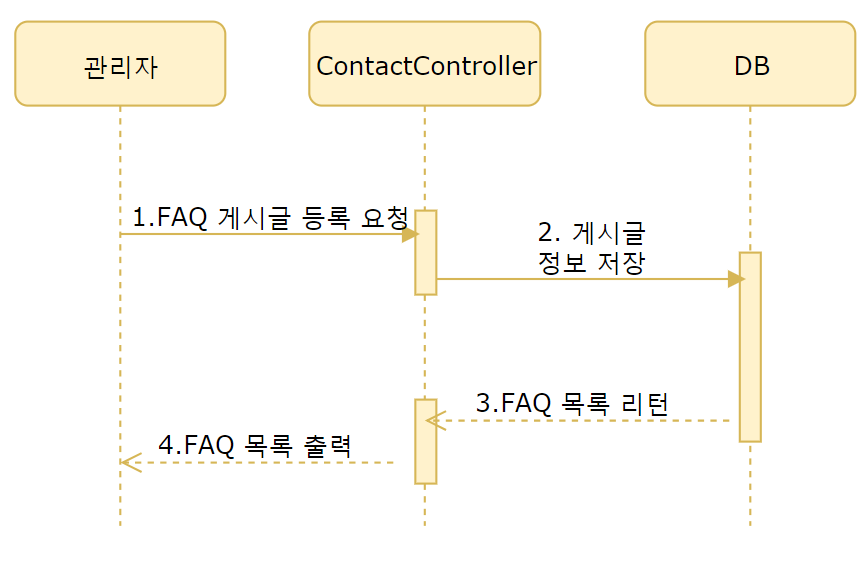 관리자
ContactController
DB
1.FAQ 게시글 등록 요청
2. 게시글
정보 저장
3.FAQ 목록 리턴
4.FAQ 목록 출력